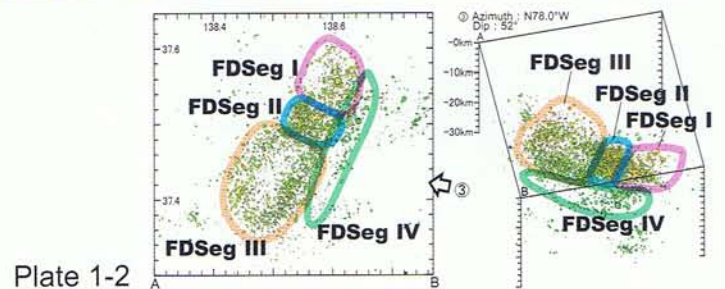 138.4 138.6
37.6
37.4
FDSeg I
FDSeg II
FDSeg III
FDSeg IV
A B
③
③ Azimuth : N78.0°W
Dip : 52°
A
-0km
-10km
-20km
-30km
B
FDSeg III
FDSeg II
FDSeg I
FDSeg IV
Plate 1-2